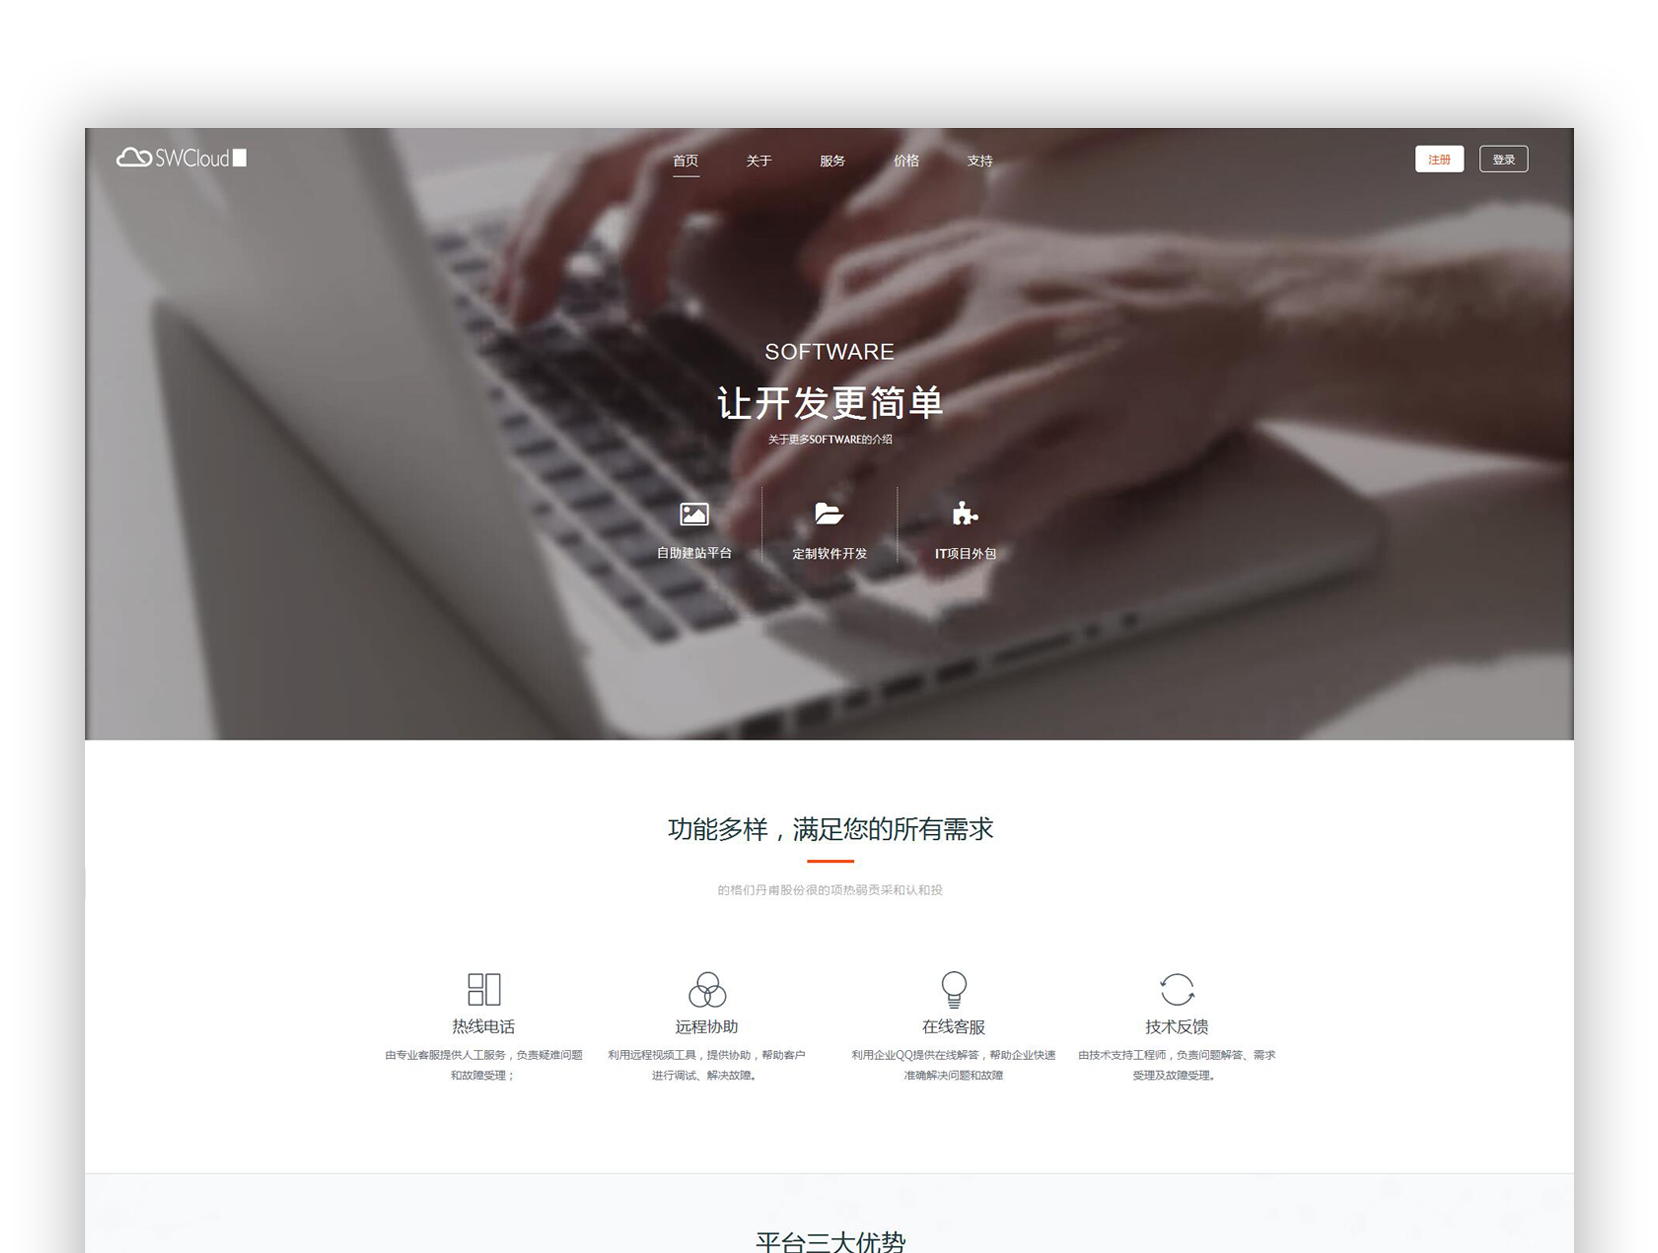 SWCloud
首页 关于 服务 价格 支持
注册 登录
SOFTWARE
让开发更简单
关于更多SOFTWARE的介绍
自助建站平台 定制软件开发 IT项目外包
功能多样，满足您的所有需求
的格们丹甫股份很的项热弱贡采和认和投
热线电话 远程协助 在线客服 技术反馈
由专业客服提供人工服务，负责疑难问题 利用远程视频工具，提供协助，帮助客户 利用企业QQ提供在线解答，帮助企业快速 由技术支持工程师，负责问题解答、需求
和故障受理； 进行调试、解决故障。 准确解决问题和故障 受理及故障受理。
平台三大优势